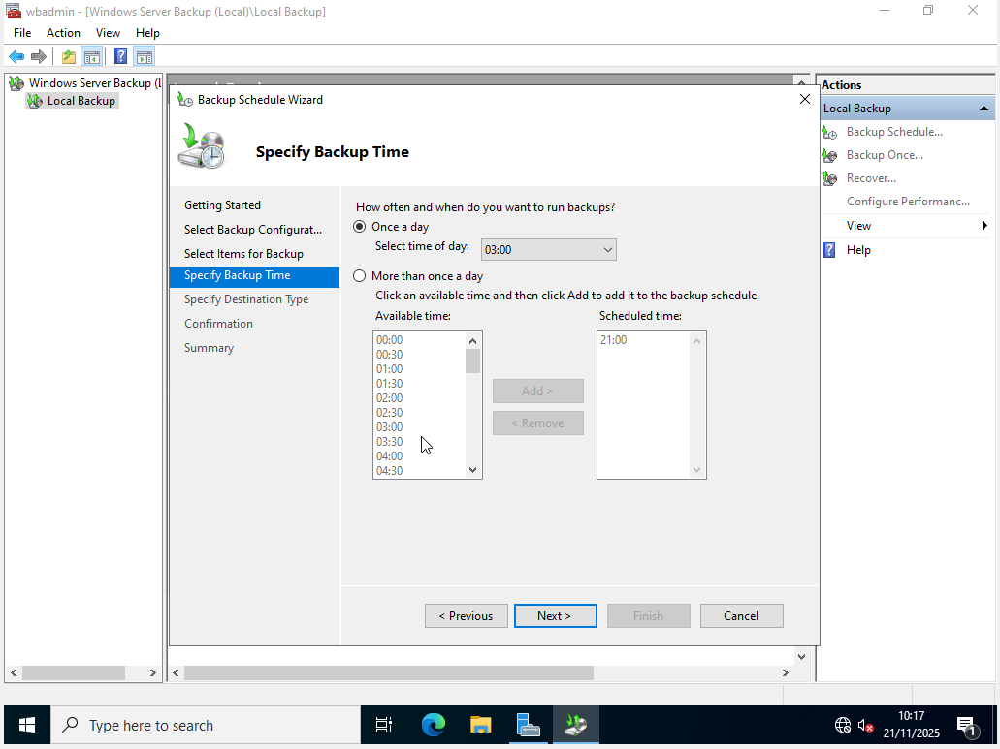 wbadmin - [Windows Server Backup (Local)\Local Backup]
File Action View Help
Windows Server Backup (L
Local Backup
Backup Schedule Wizard
Specify Backup Time
Getting Started
Select Backup Configurat...
Select Items for Backup
Specify Backup Time
Specify Destination Type
Confirmation
Summary
How often and when do you want to run backups?
Once a day
Select time of day: 03:00
More than once a day
Click an available time and then click Add to add it to the backup schedule.
Available time:
00:00
00:30
01:00
01:30
02:00
02:30
03:00
03:30
04:00
04:30
Add >
< Remove
Scheduled time:
21:00
< Previous Next > Finish Cancel
Actions
Local Backup
Backup Schedule...
Backup Once...
Recover...
Configure Performanc...
View
Help
Type here to search
10:17
21/11/2025
1